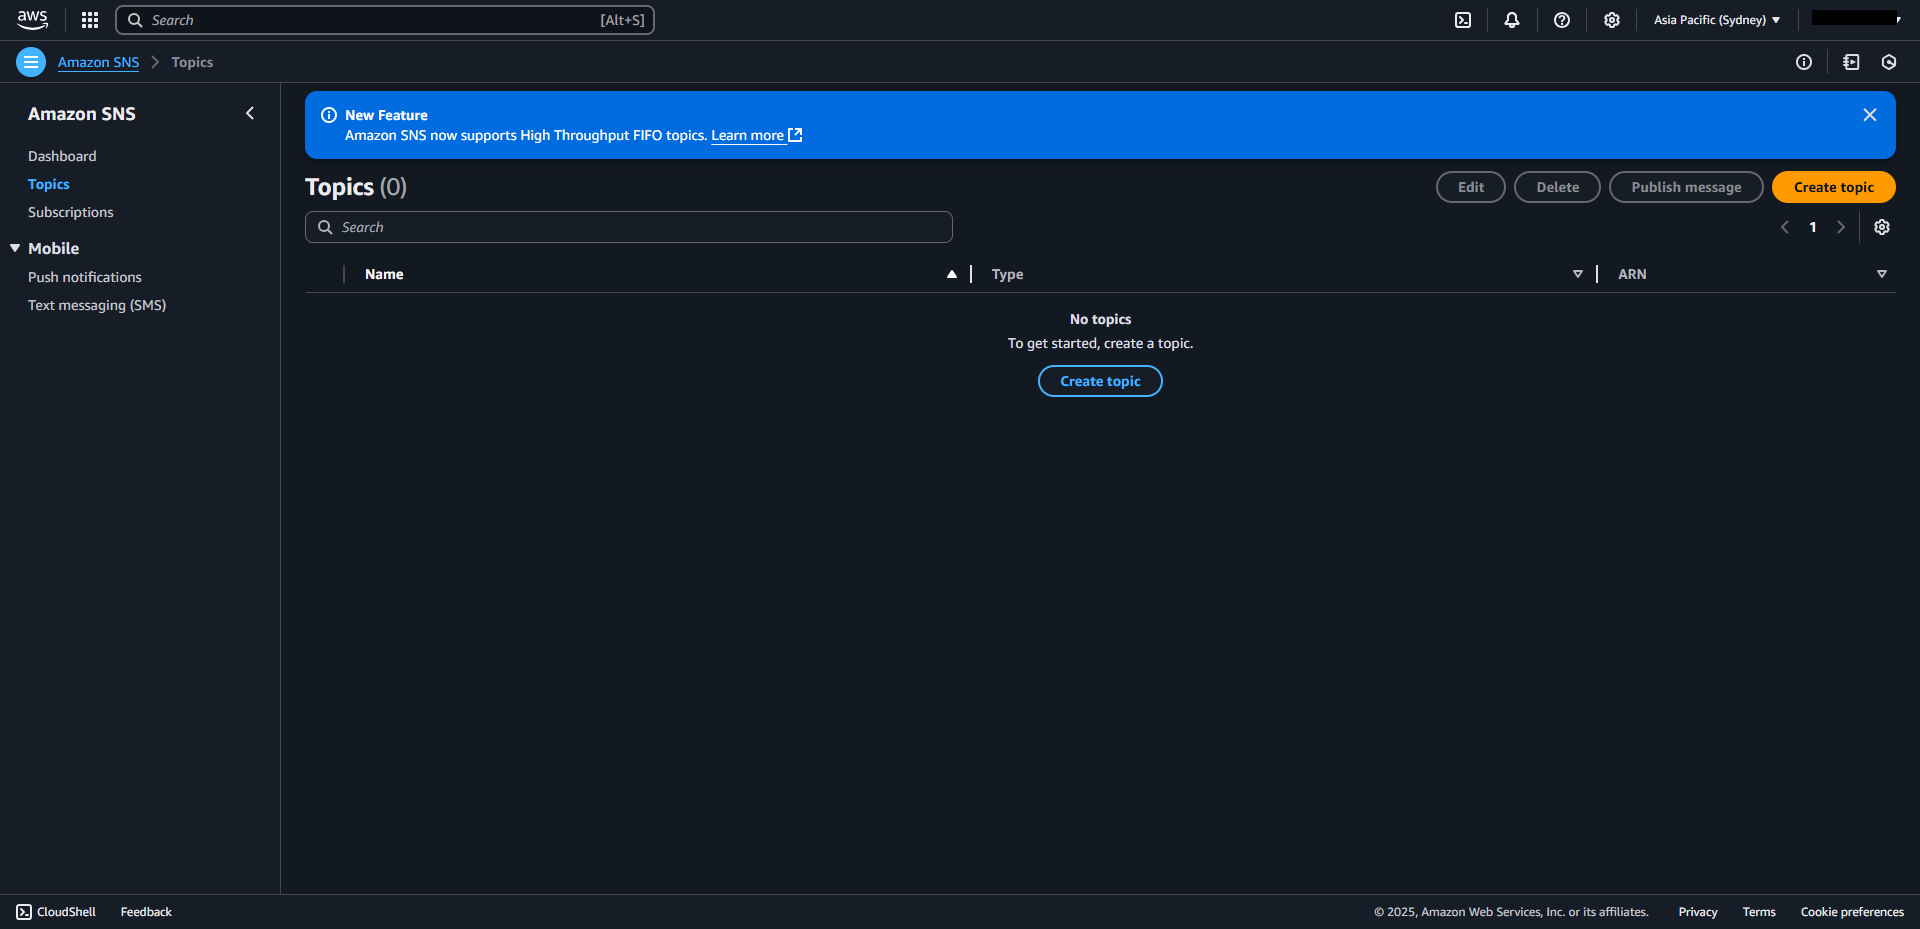 aws
Search [Alt+S]
Asia Pacific (Sydney)
Amazon SNS Topics
Amazon SNS
Dashboard
Topics
Subscriptions
Mobile
Push notifications
Text messaging (SMS)
New Feature
Amazon SNS now supports High Throughput FIFO topics. Learn more
Topics (0)
Edit Delete Publish message Create topic
Search
1
Name Type ARN
No topics
To get started, create a topic.
Create topic
CloudShell Feedback
© 2025, Amazon Web Services, Inc. or its affiliates. Privacy Terms Cookie preferences